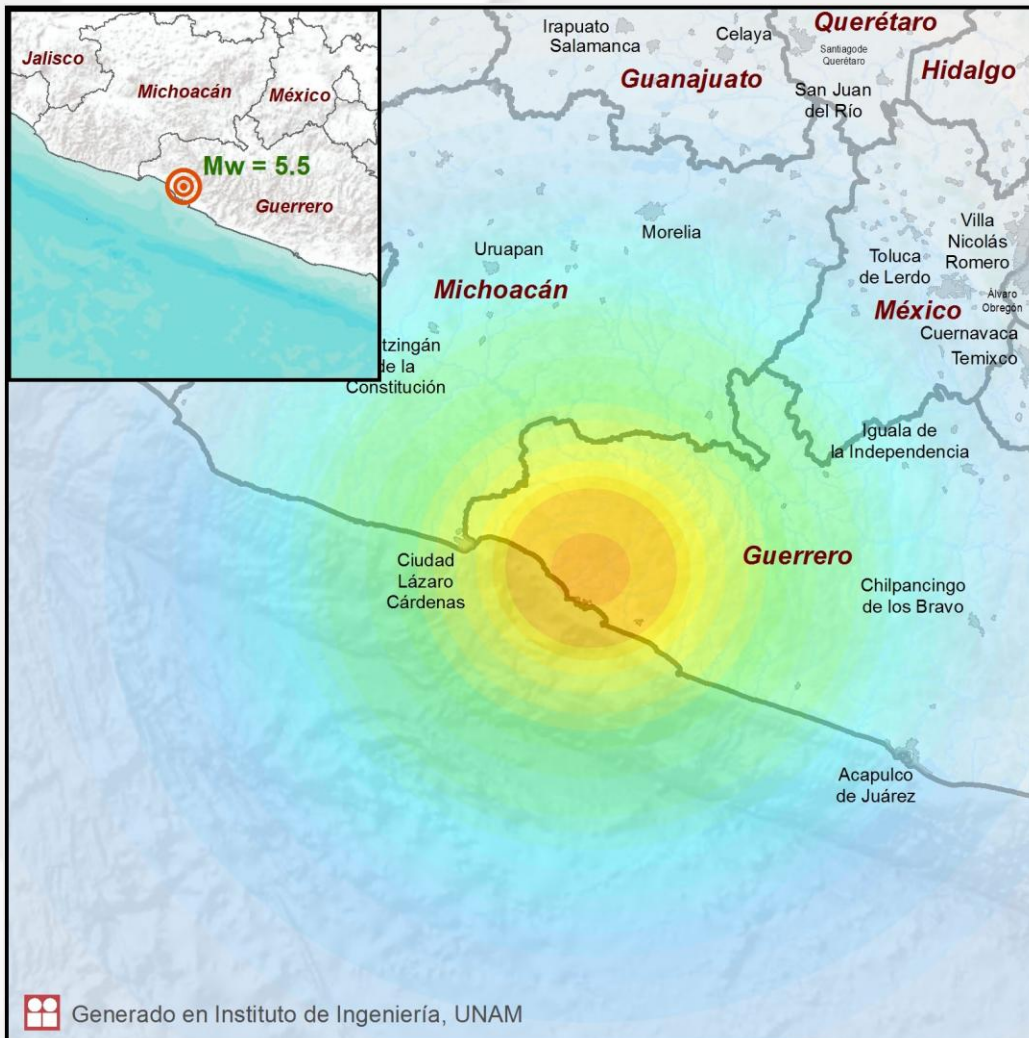 Jalisco
Michoacán
México
Mw = 5.5
Guerrero
Irapuato
Salamanca
Celaya
Querétaro
Santiagode
Querétaro
Guanajuato
Hidalgo
San Juan
del Río
Morelia
Uruapan
Michoacán
Villa
Nicolás
Romero
Toluca
de Lerdo
México
Álvaro
Obregón
Cuernavaca
Temixco
tzingán
de la
Constitución
Iguala de
la Independencia
Guerrero
Ciudad
Lázaro
Cárdenas
Chilpancingo
de los Bravo
Acapulco
de Juárez
Generado en Instituto de Ingeniería, UNAM